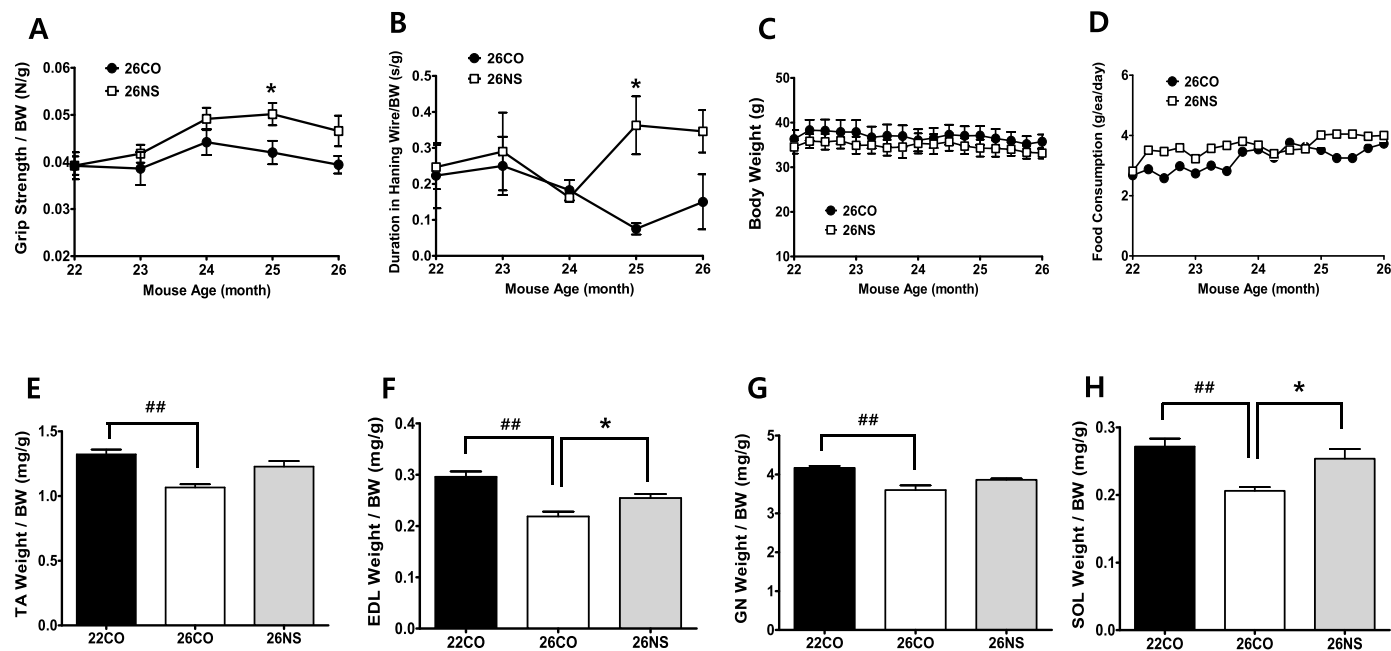 A
Grip Strength / BW (N/g)
26CO
26NS
*
0.06
0.05
0.04
0.03
0.02
22 23 24 25 26
Mouse Age (month)
B
Duration in Haning Wire/BW (s/g)
26CO
26NS
*
0.5
0.4
0.3
0.2
0.1
0.0
22 23 24 25 26
Mouse Age (month)
C
Body Weight (g)
50
40
30
20
10
26CO
26NS
22 23 24 25 26
Mouse Age (month)
D
Food Consumption (g/ea/day)
26CO
26NS
6
4
2
0
22 23 24 25 26
Mouse Age (month)
E
TA Weight / BW (mg/g)
##
1.5
1.0
0.5
0.0
22CO 26CO 26NS
F
EDL Weight / BW (mg/g)
## *
0.4
0.3
0.2
0.1
0.0
22CO 26CO 26NS
G
GN Weight / BW (mg/g)
##
5
4
3
2
1
0
22CO 26CO 26NS
H
SOL Weight / BW (mg/g)
## *
0.3
0.2
0.1
0.0
22CO 26CO 26NS